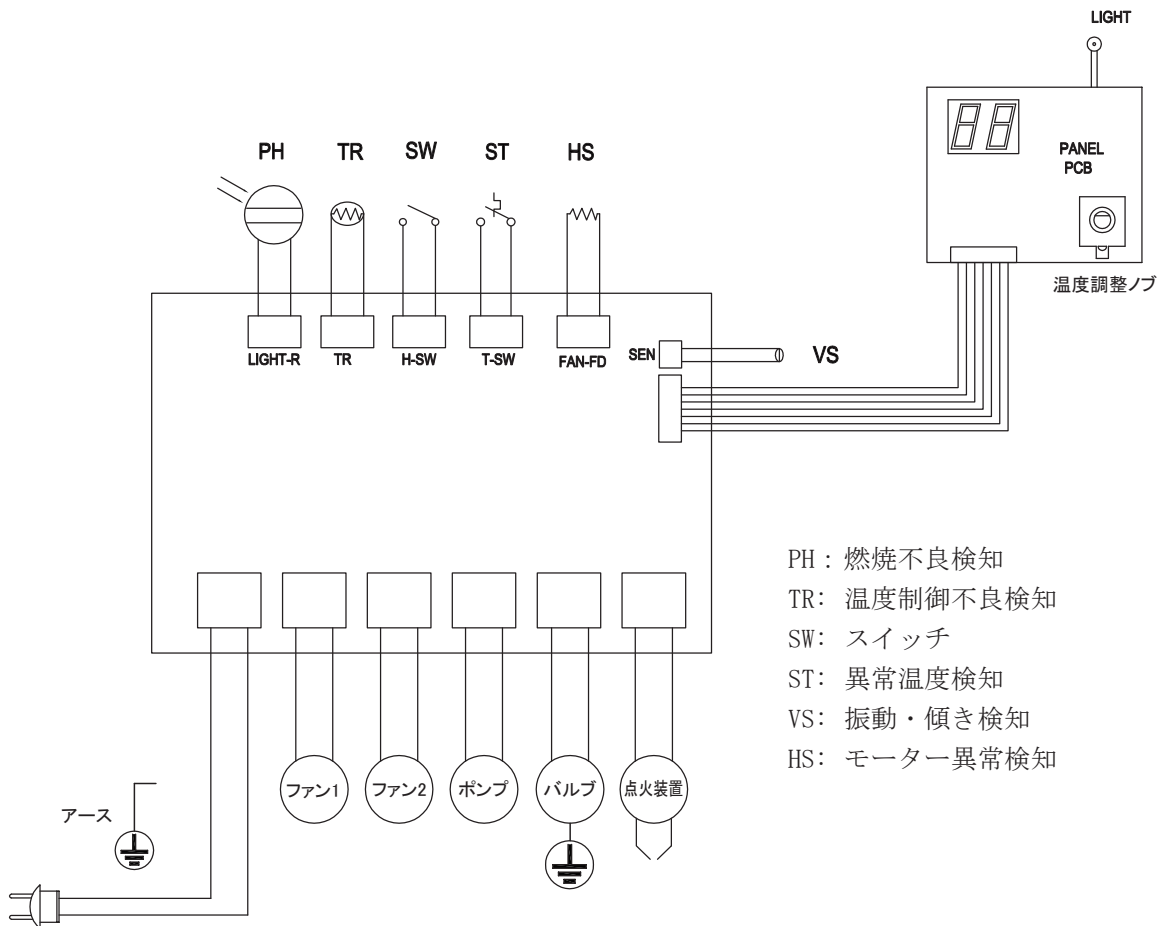 LIGHT
PANEL
PCB
温度調整ノブ
PH TR SW ST HS
LIGHT-R TR H-SW T-SW FAN-FD
SEN VS
PH：燃焼不良検知
TR： 温度制御不良検知
SW： スイッチ
ST： 異常温度検知
VS： 振動・傾き検知
HS： モーター異常検知
ファン1 ファン2 ポンプ バルブ 点火装置
アース